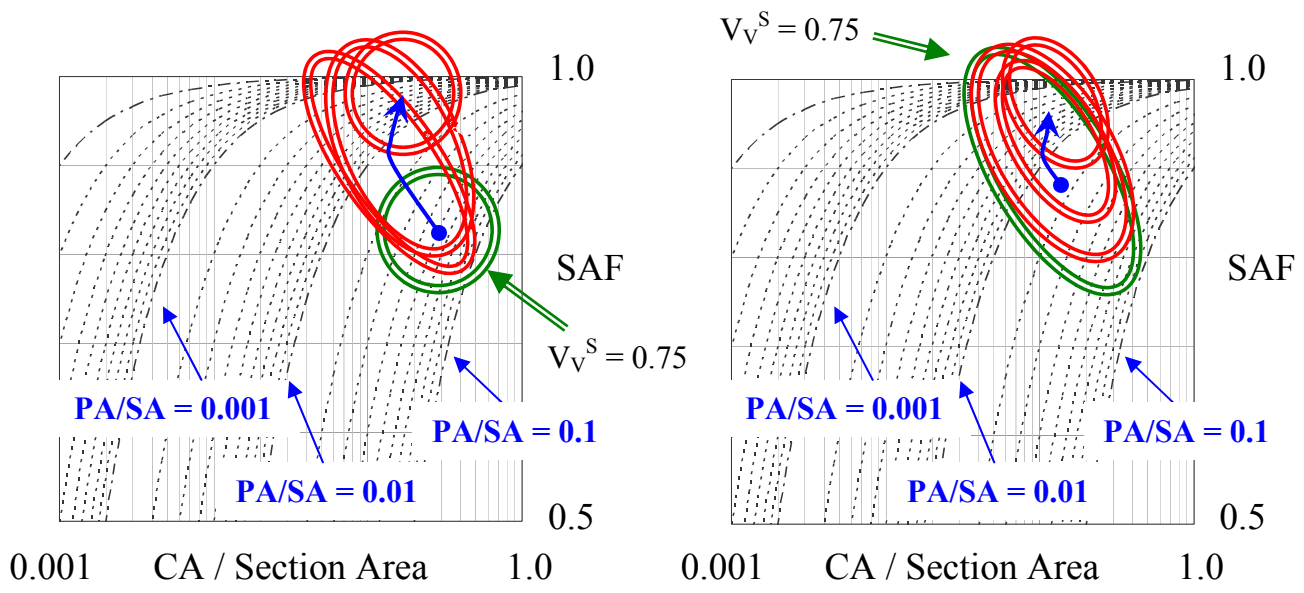 1.0
SAF
V_V^S = 0.75
PA/SA = 0.001
PA/SA = 0.1
PA/SA = 0.01
0.5
0.001 CA / Section Area 1.0
V_V^S = 0.75
1.0
SAF
PA/SA = 0.001
PA/SA = 0.1
PA/SA = 0.01
0.5
0.001 CA / Section Area 1.0